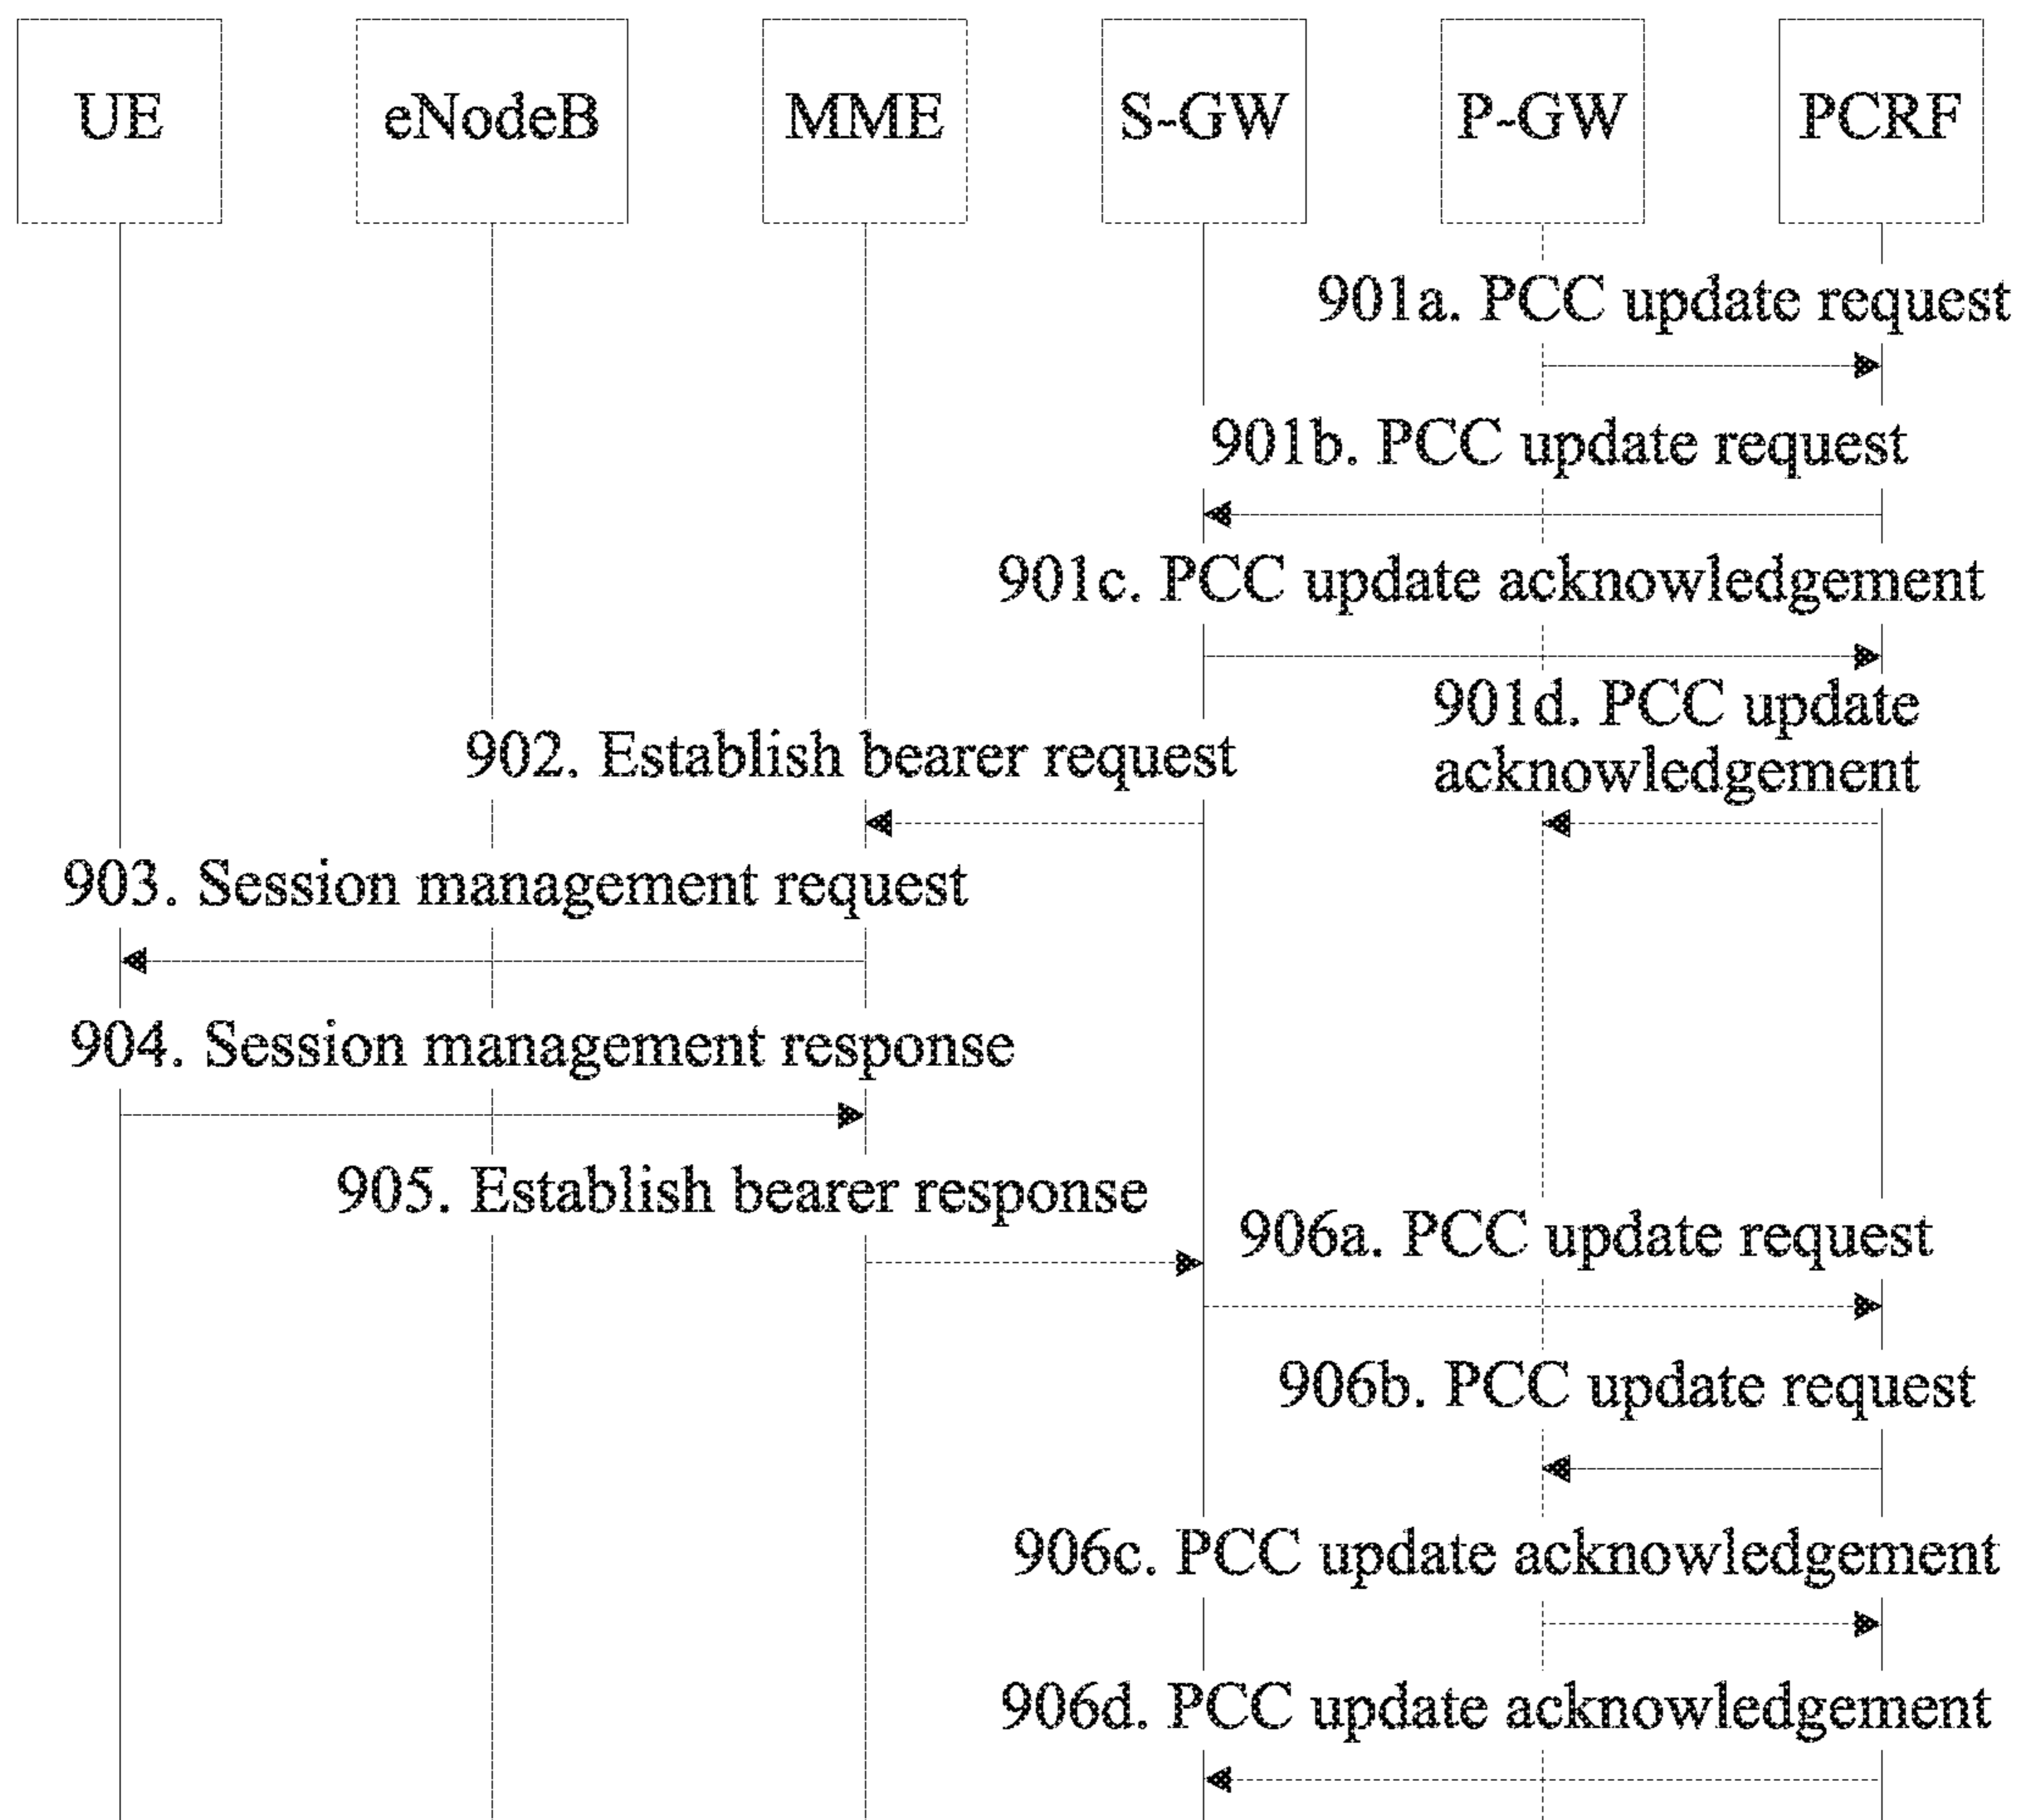 UE
eNodeB
MME
S-GW
P-GW
PCRF
901a. PCC update request
901b. PCC update request
901c. PCC update acknowledgement
901d. PCC update
acknowledgement
902. Establish bearer request
903. Session management request
904. Session management response
905. Establish bearer response
906a. PCC update request
906b. PCC update request
906c. PCC update acknowledgement
906d. PCC update acknowledgement